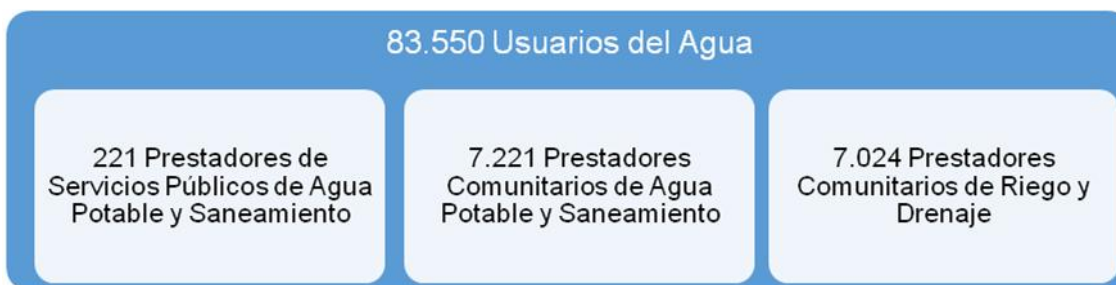 83.550 Usuarios del Agua
221 Prestadores de
Servicios Públicos de Agua
Potable y Saneamiento
7.221 Prestadores
Comunitarios de Agua
Potable y Saneamiento
7.024 Prestadores
Comunitarios de Riego y
Drenaje